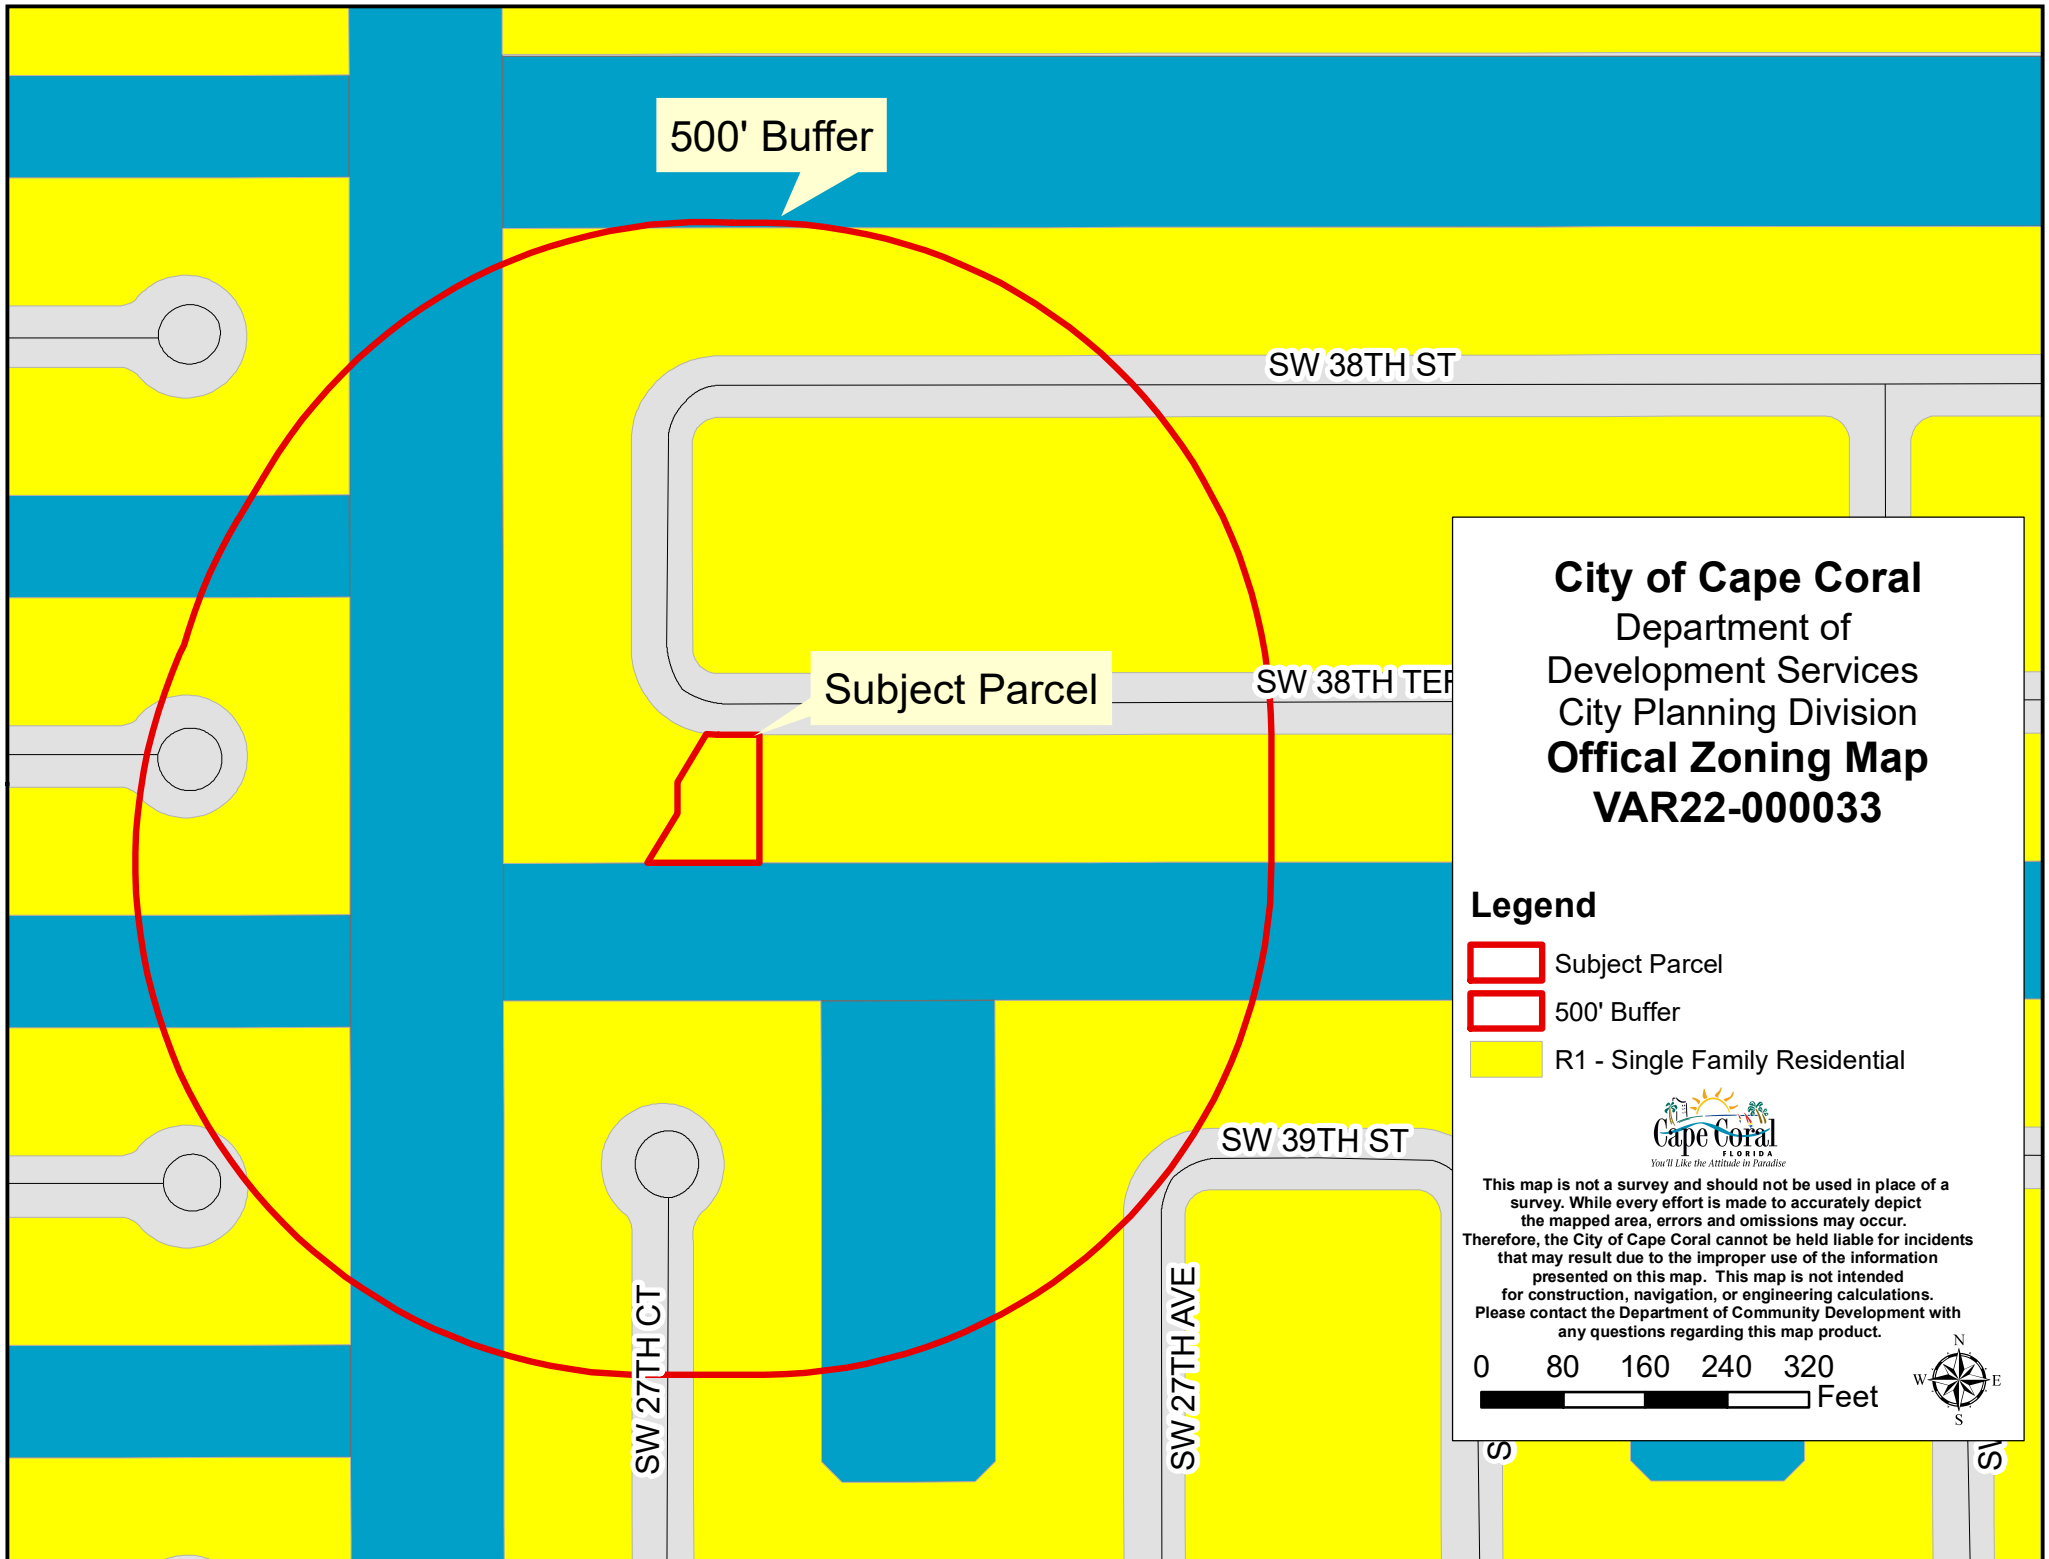 500' Buffer
SW 38TH ST
Subject Parcel
SW 38TH TER
SW 39TH ST
SW 27TH CT
SW 27TH AVE
City of Cape Coral
Department of
Development Services
City Planning Division
Offical Zoning Map
VAR22-000033
Legend
Subject Parcel
500' Buffer
R1 - Single Family Residential
Cape Coral
FLORIDA
You'll Like the Attitude in Paradise
This map is not a survey and should not be used in place of a
survey. While every effort is made to accurately depict
the mapped area, errors and omissions may occur.
Therefore, the City of Cape Coral cannot be held liable for incidents
that may result due to the improper use of the information
presented on this map. This map is not intended
for construction, navigation, or engineering calculations.
Please contact the Department of Community Development with
any questions regarding this map product.
0 80 160 240 320
Feet
N
W E
S
S
SW